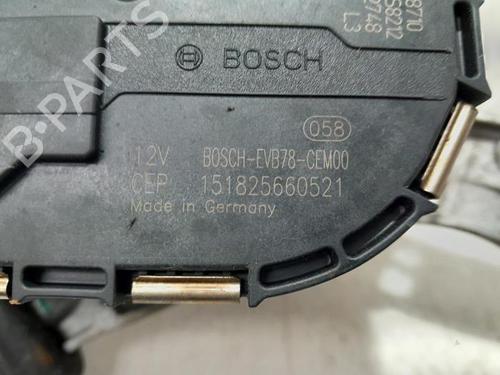 BOSCH
058
12V BOSCH-EVB78-CEM00
CEP 151825660521
Made in Germany
B-PARTS